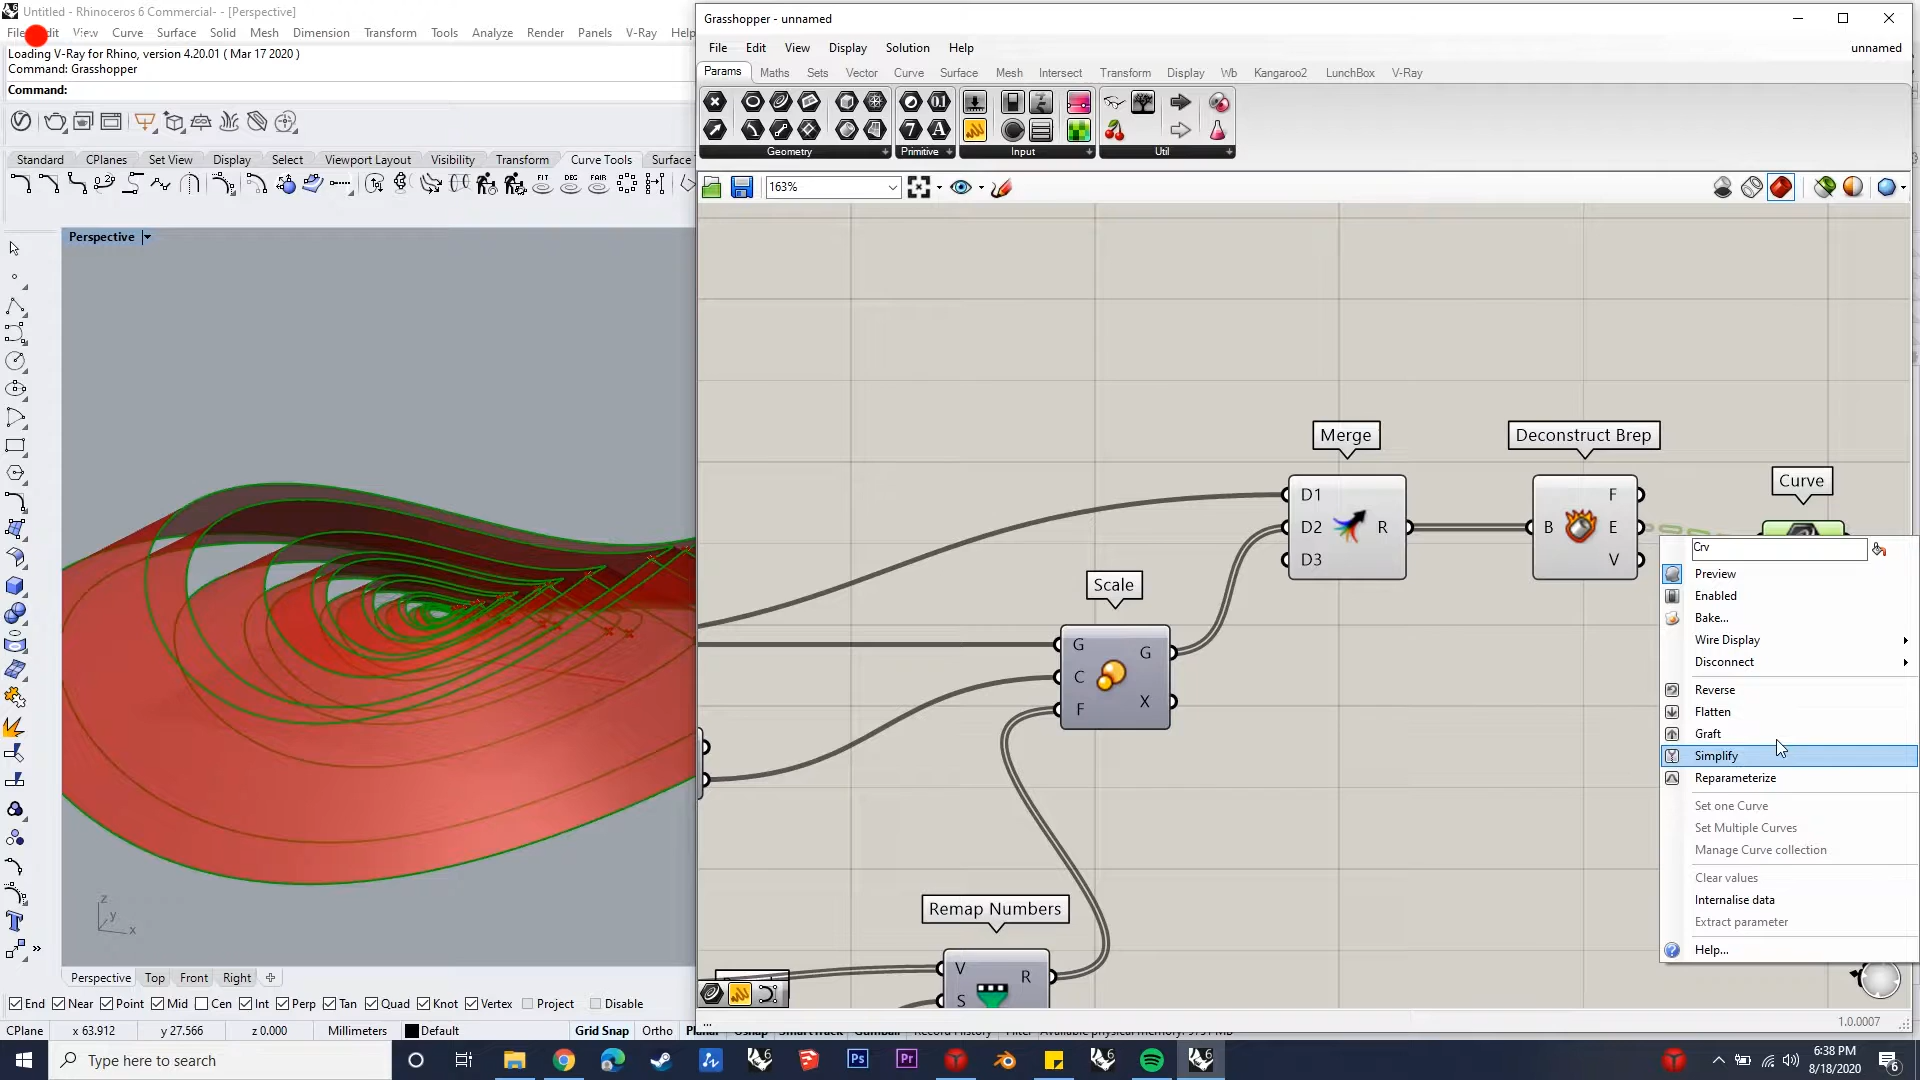 Untitled - Rhinoceros 6 Commercial- - [Perspective]
View Curve Surface Solid Mesh Dimension Transform Tools Analyze Render Panels V-Ray Help
Loading V-Ray for Rhino, version 4.20.01 ( Mar 17 2020 )
Command: Grasshopper
Command:
Standard CPlanes Set View Display Select Viewport Layout Visibility Transform Curve Tools Surface
FIT DEG FAIR
Perspective
z
y
x
Perspective Top Front Right
End Near Point Mid Cen Int Perp Tan Quad Knot Vertex Project Disable
CPlane x 63.912 y 27.566 z 0.000 Millimeters Default Grid Snap Ortho
Grasshopper - unnamed
File Edit View Display Solution Help unnamed
Params Maths Sets Vector Curve Surface Mesh Intersect Transform Display Wb Kangaroo2 LunchBox V-Ray
Geometry Primitive Input Util
163%
Merge
D1
D2
D3
R
Deconstruct Brep
B
F
E
V
Curve
Scale
G
C
F
G
X
Remap Numbers
V
S
R
Crv
Preview
Enabled
Bake...
Wire Display
Disconnect
Reverse
Flatten
Graft
Simplify
Reparameterize
Set one Curve
Set Multiple Curves
Manage Curve collection
Clear values
Internalise data
Extract parameter
Help...
...
1.0.0007
Type here to search
Ps
Pr
6:38 PM
8/18/2020
6